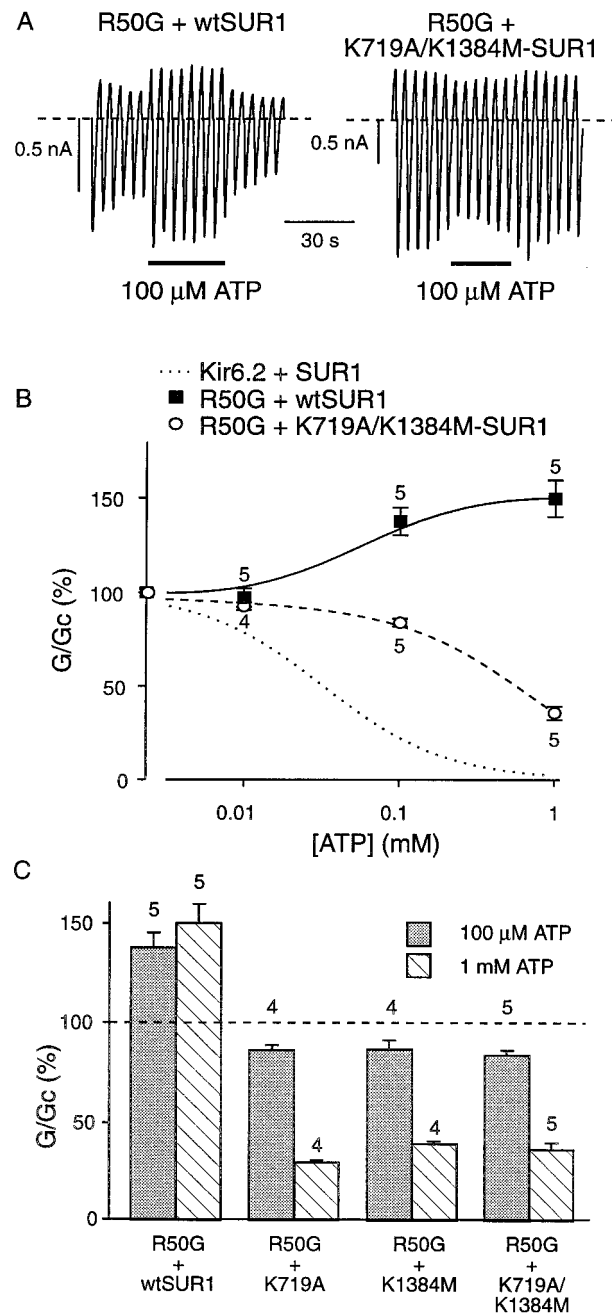 A
R50G + wtSUR1
R50G +
K719A/K1384M-SUR1
0.5 nA
0.5 nA
30 s
100 μM ATP
100 μM ATP
B
Kir6.2 + SUR1
R50G + wtSUR1
R50G + K719A/K1384M-SUR1
G/Gc (%)
150
100
50
0
5
4
5
5
5
5
0.01
0.1
1
[ATP] (mM)
C
G/Gc (%)
150
100
50
0
5
5
4
4
4
4
5
5
100 μM ATP
1 mM ATP
R50G
+
wtSUR1
R50G
+
K719A
R50G
+
K1384M
R50G
+
K719A/
K1384M